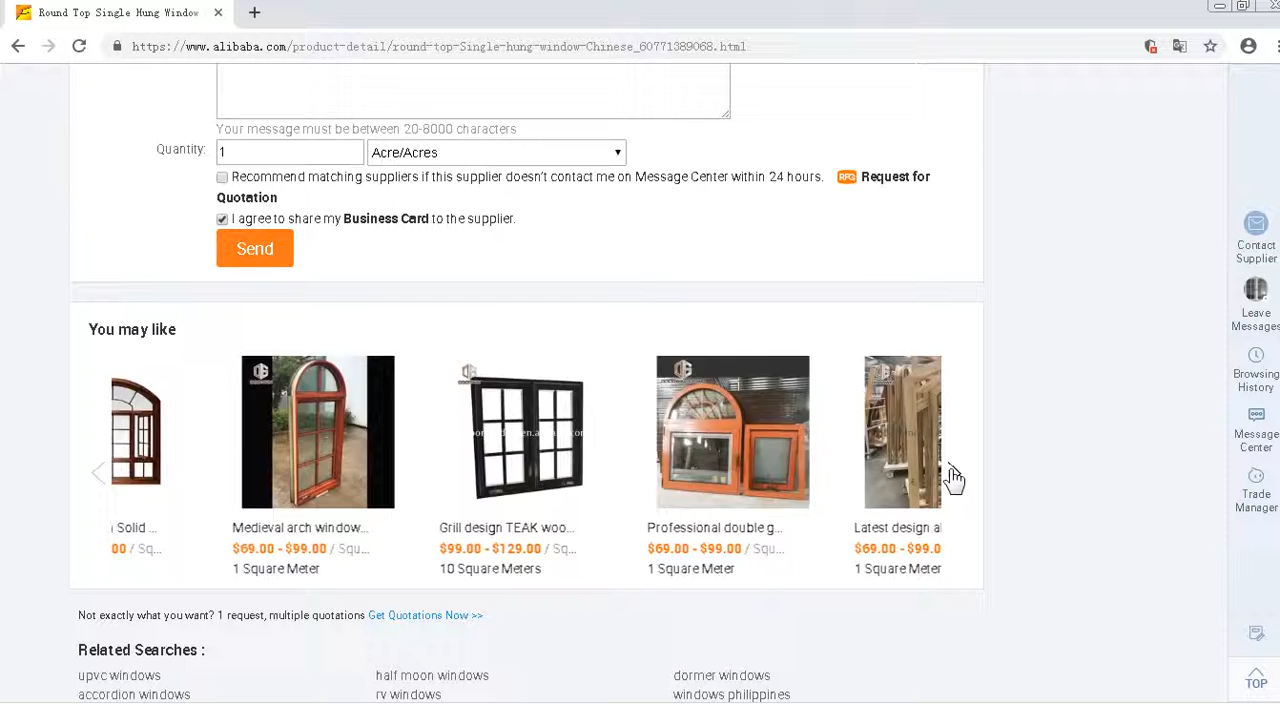 Round Top Single Hung Window
https://www.alibaba.com/product-detail/round-top-Single-hung-window-Chinese_60771389068.html
Your message must be between 20-8000 characters
Quantity: 1 Acre/Acres
Recommend matching suppliers if this supplier doesn't contact me on Message Center within 24 hours. RFQ Request for
Quotation
I agree to share my Business Card to the supplier.
Send
Contact
Supplier
Leave
Messages
Browsing
History
Message
Center
Trade
Manager
TOP
You may like
Solid ... Medieval arch window... Grill design TEAK woo... Professional double g... Latest design al
00 / Sq... $69.00 - $99.00 / Squ... $99.00 - $129.00 / Sq... $69.00 - $99.00 / Squ... $69.00 - $99.0
1 Square Meter 10 Square Meters 1 Square Meter 1 Square Meter
Not exactly what you want? 1 request, multiple quotations Get Quotations Now >>
Related Searches :
upvc windows half moon windows dormer windows
accordion windows rv windows windows philippines